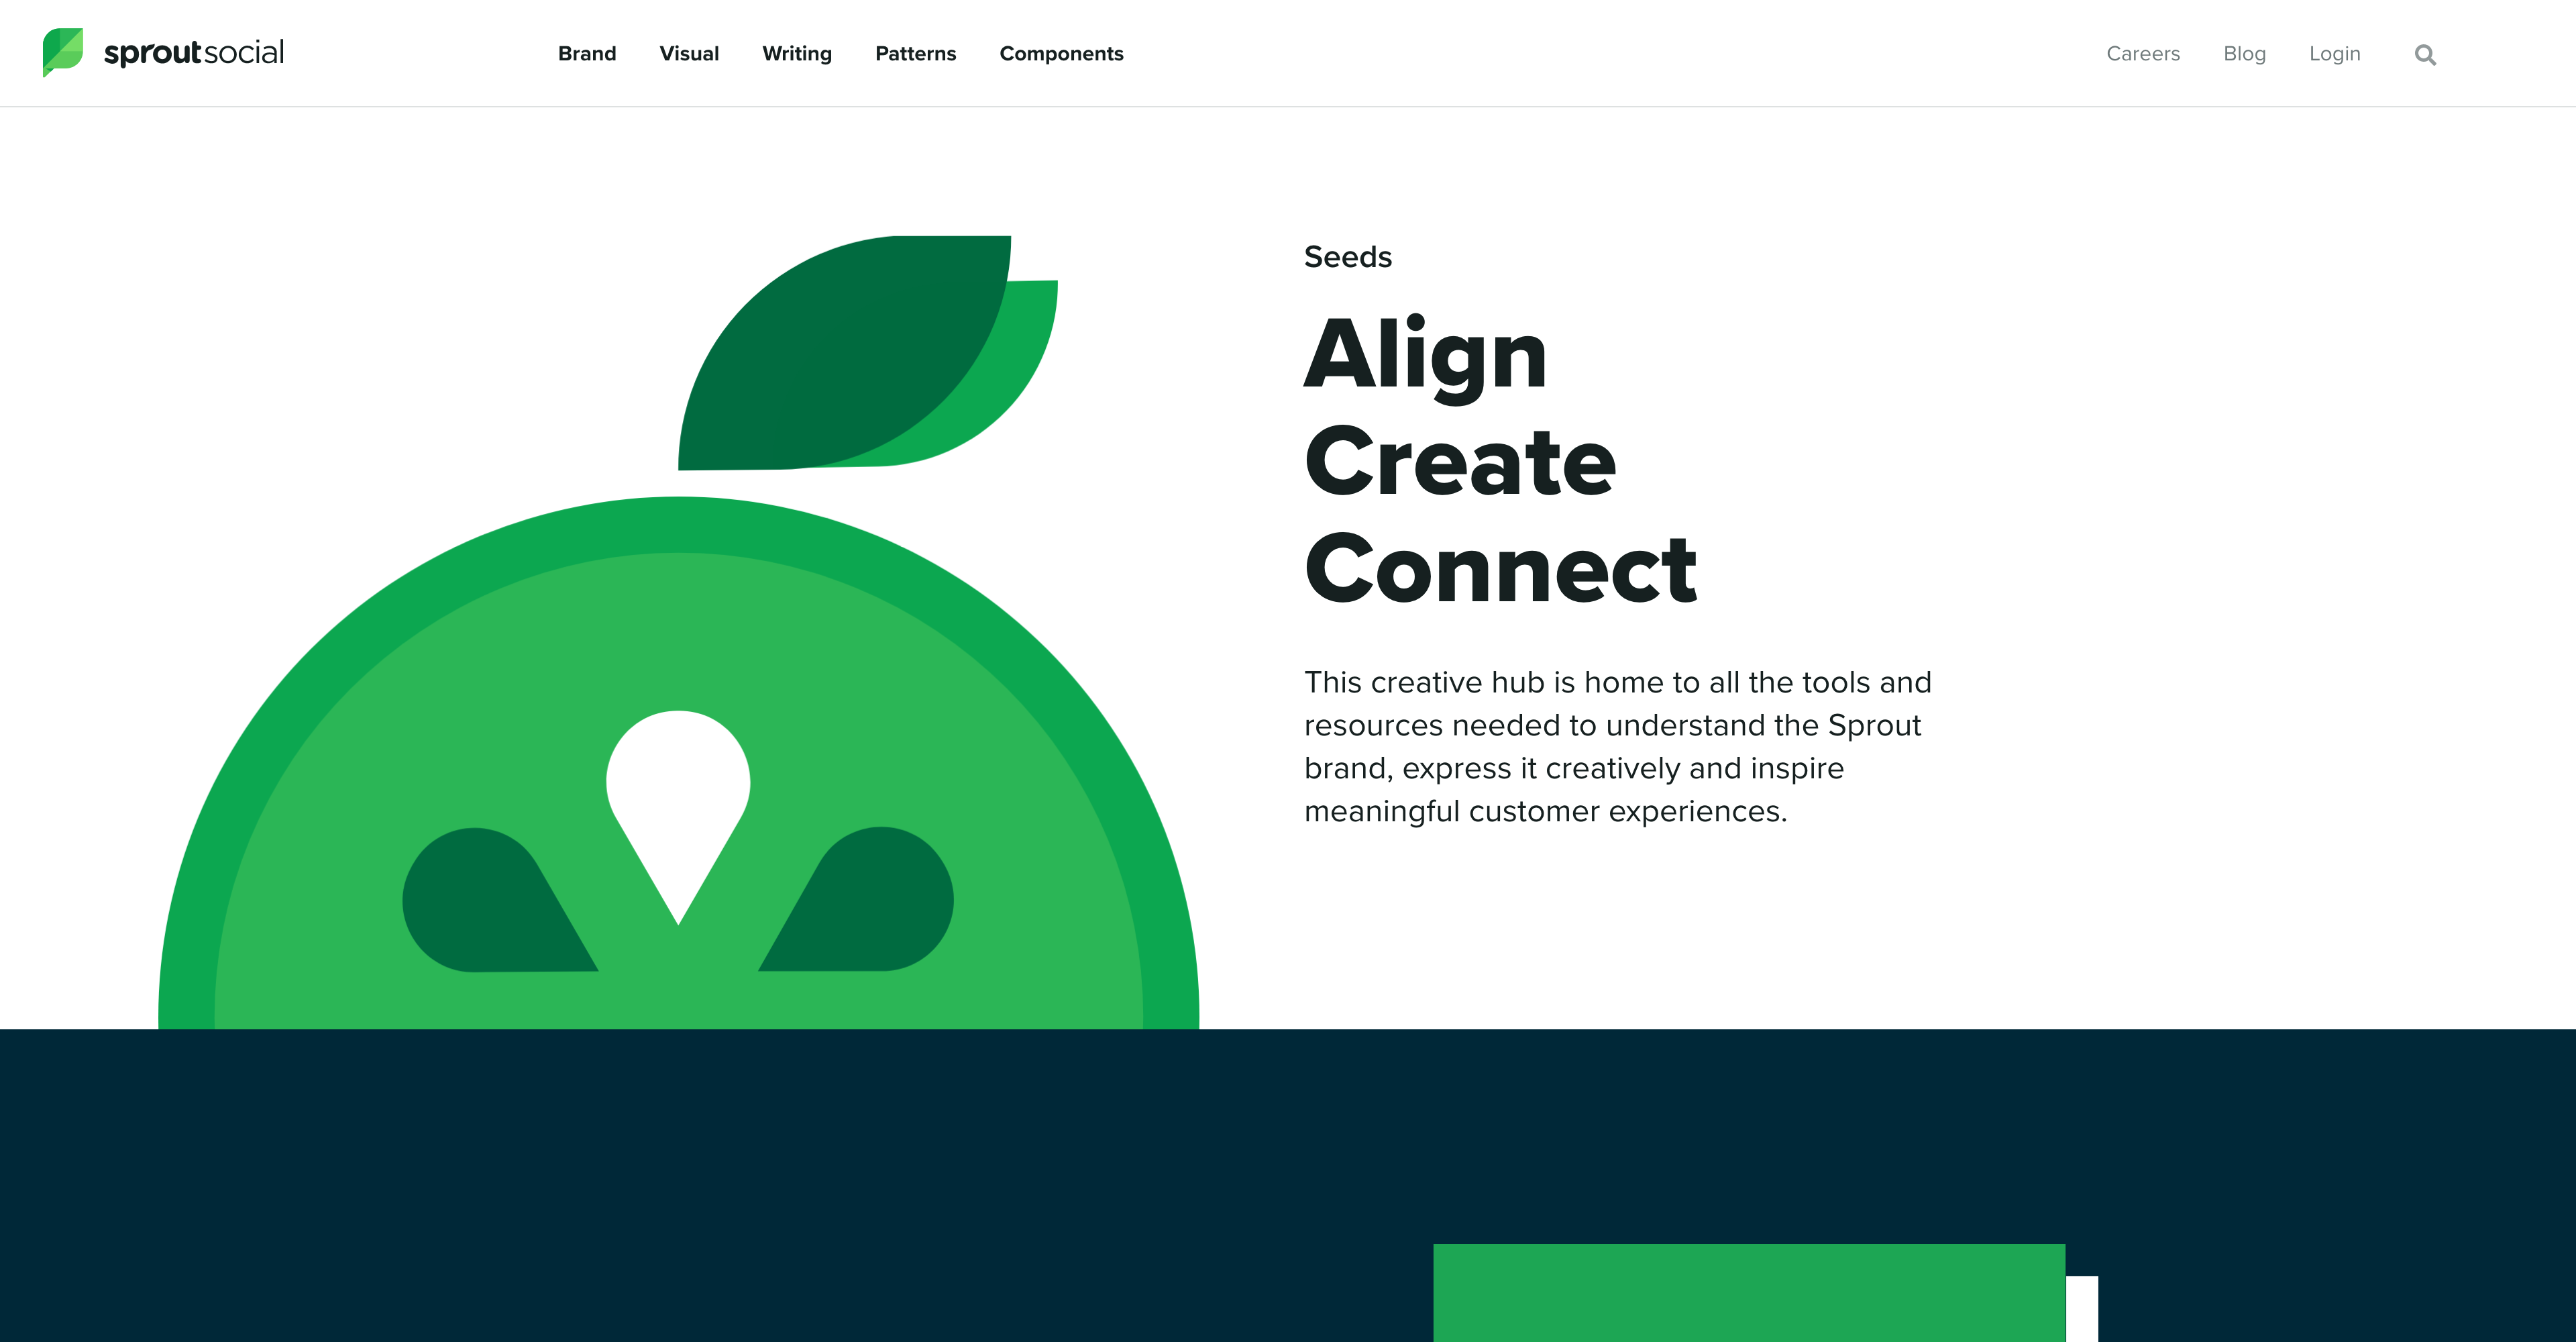 sproutsocial
Brand Visual Writing Patterns Components
Careers Blog Login
Seeds
Align
Create
Connect
This creative hub is home to all the tools and
resources needed to understand the Sprout
brand, express it creatively and inspire
meaningful customer experiences.